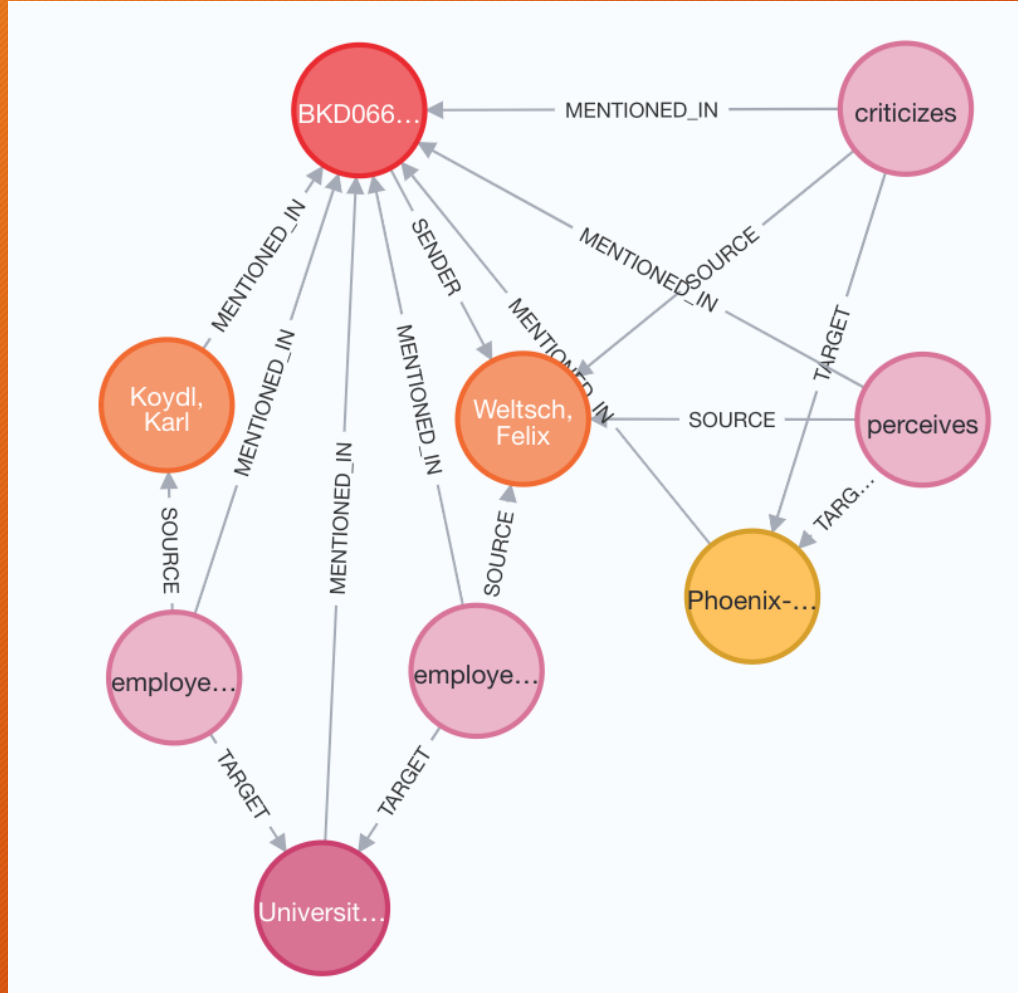 BKD066…
criticizes
MENTIONED_IN
MENTIONED_IN
MENTIONED_IN
SENDER
SOURCE
MENTIONED_IN
MENTIONED_IN
MENTIONED_IN
MENTIONED_IN
TARGET
Koydl,
Karl
Weltsch,
Felix
SOURCE
perceives
SOURCE
SOURCE
TARG…
Phoenix-…
employe…
employe…
TARGET
TARGET
Universit…